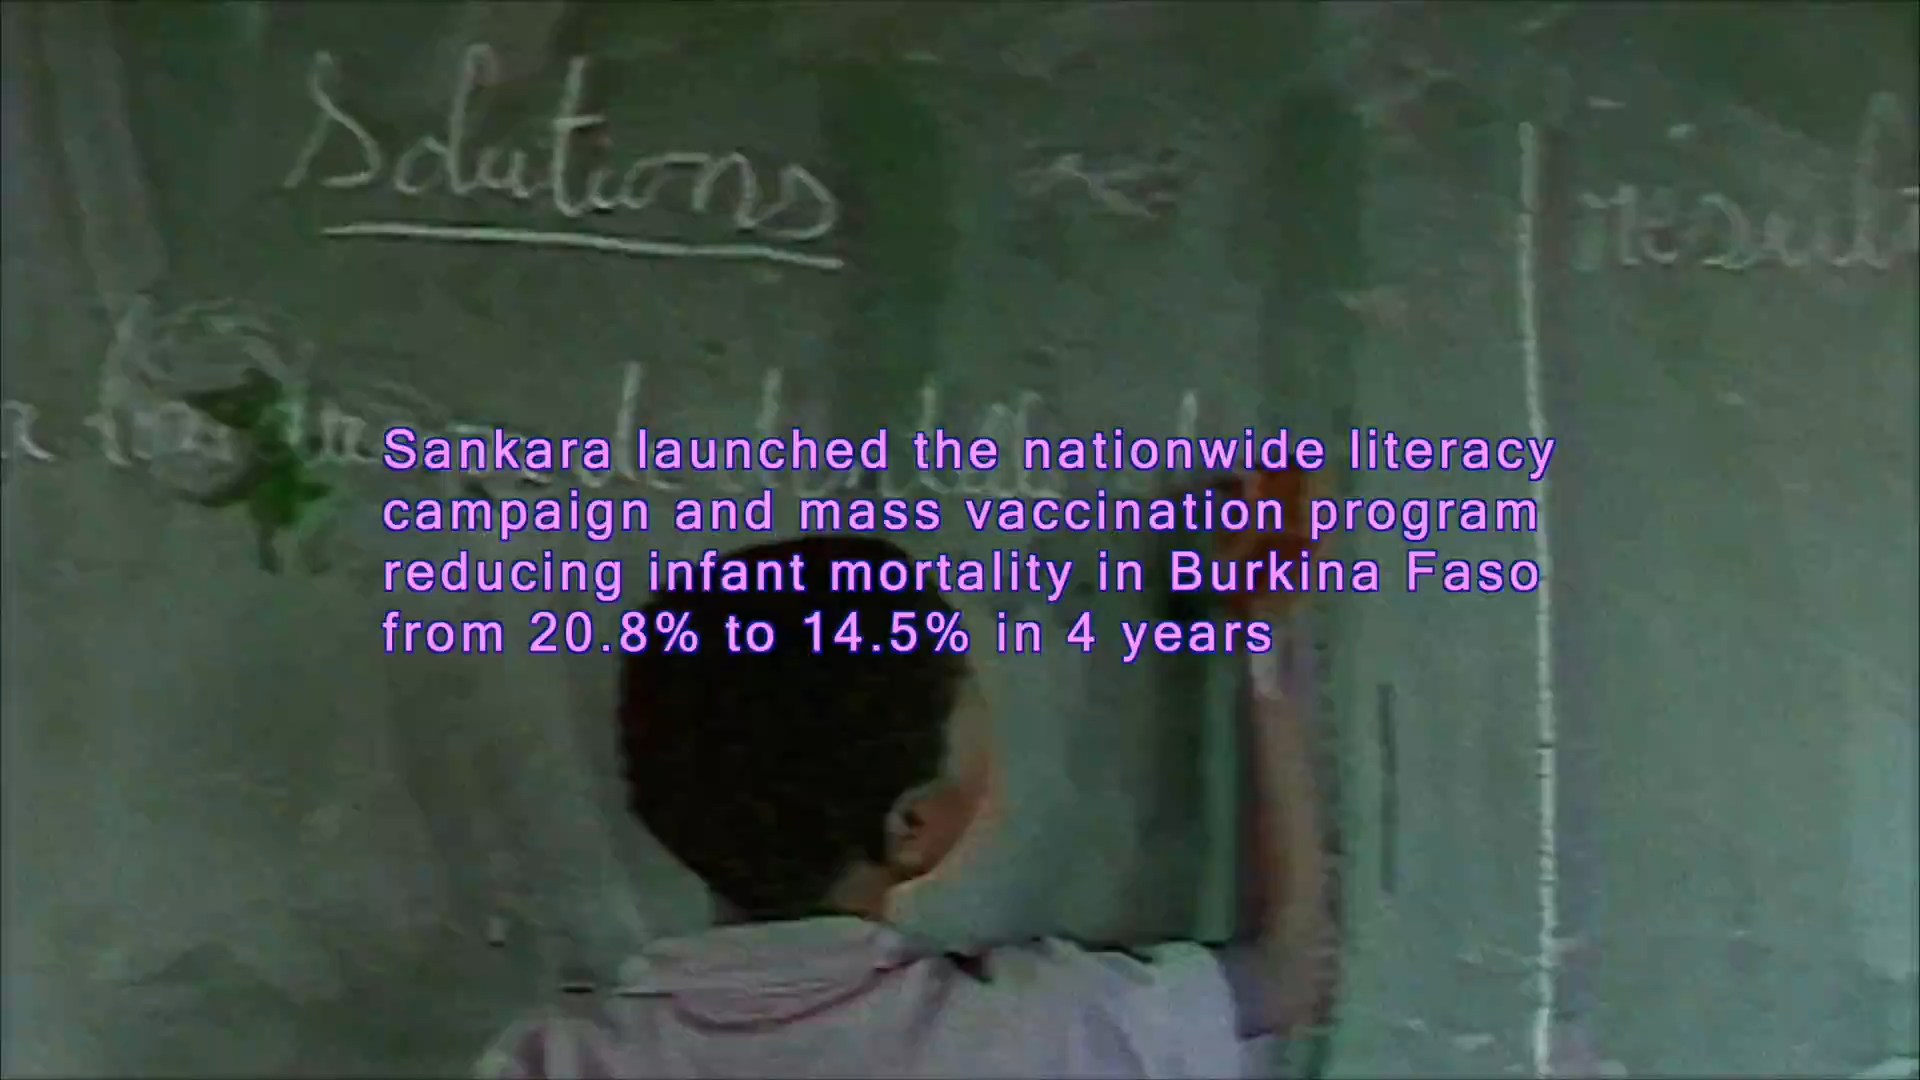 Solutions
Sankara launched the nationwide literacy
campaign and mass vaccination program
reducing infant mortality in Burkina Faso
from 20.8% to 14.5% in 4 years